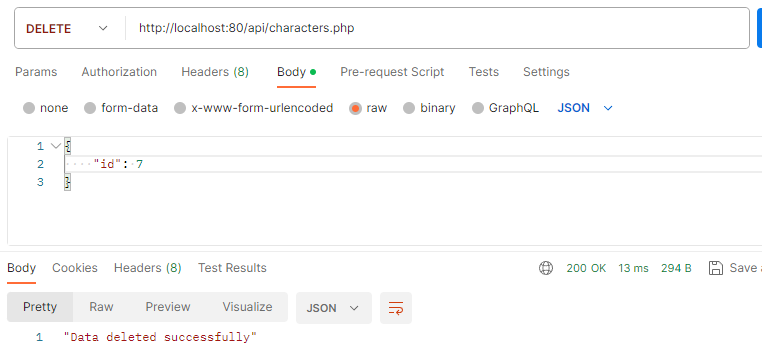 DELETE http://localhost:80/api/characters.php
Params Authorization Headers (8) Body Pre-request Script Tests Settings
none form-data x-www-form-urlencoded raw binary GraphQL JSON
1 {
2 "id": 7
3 }
Body Cookies Headers (8) Test Results 200 OK 13 ms 294 B Save a
Pretty Raw Preview Visualize JSON
1 "Data deleted successfully"